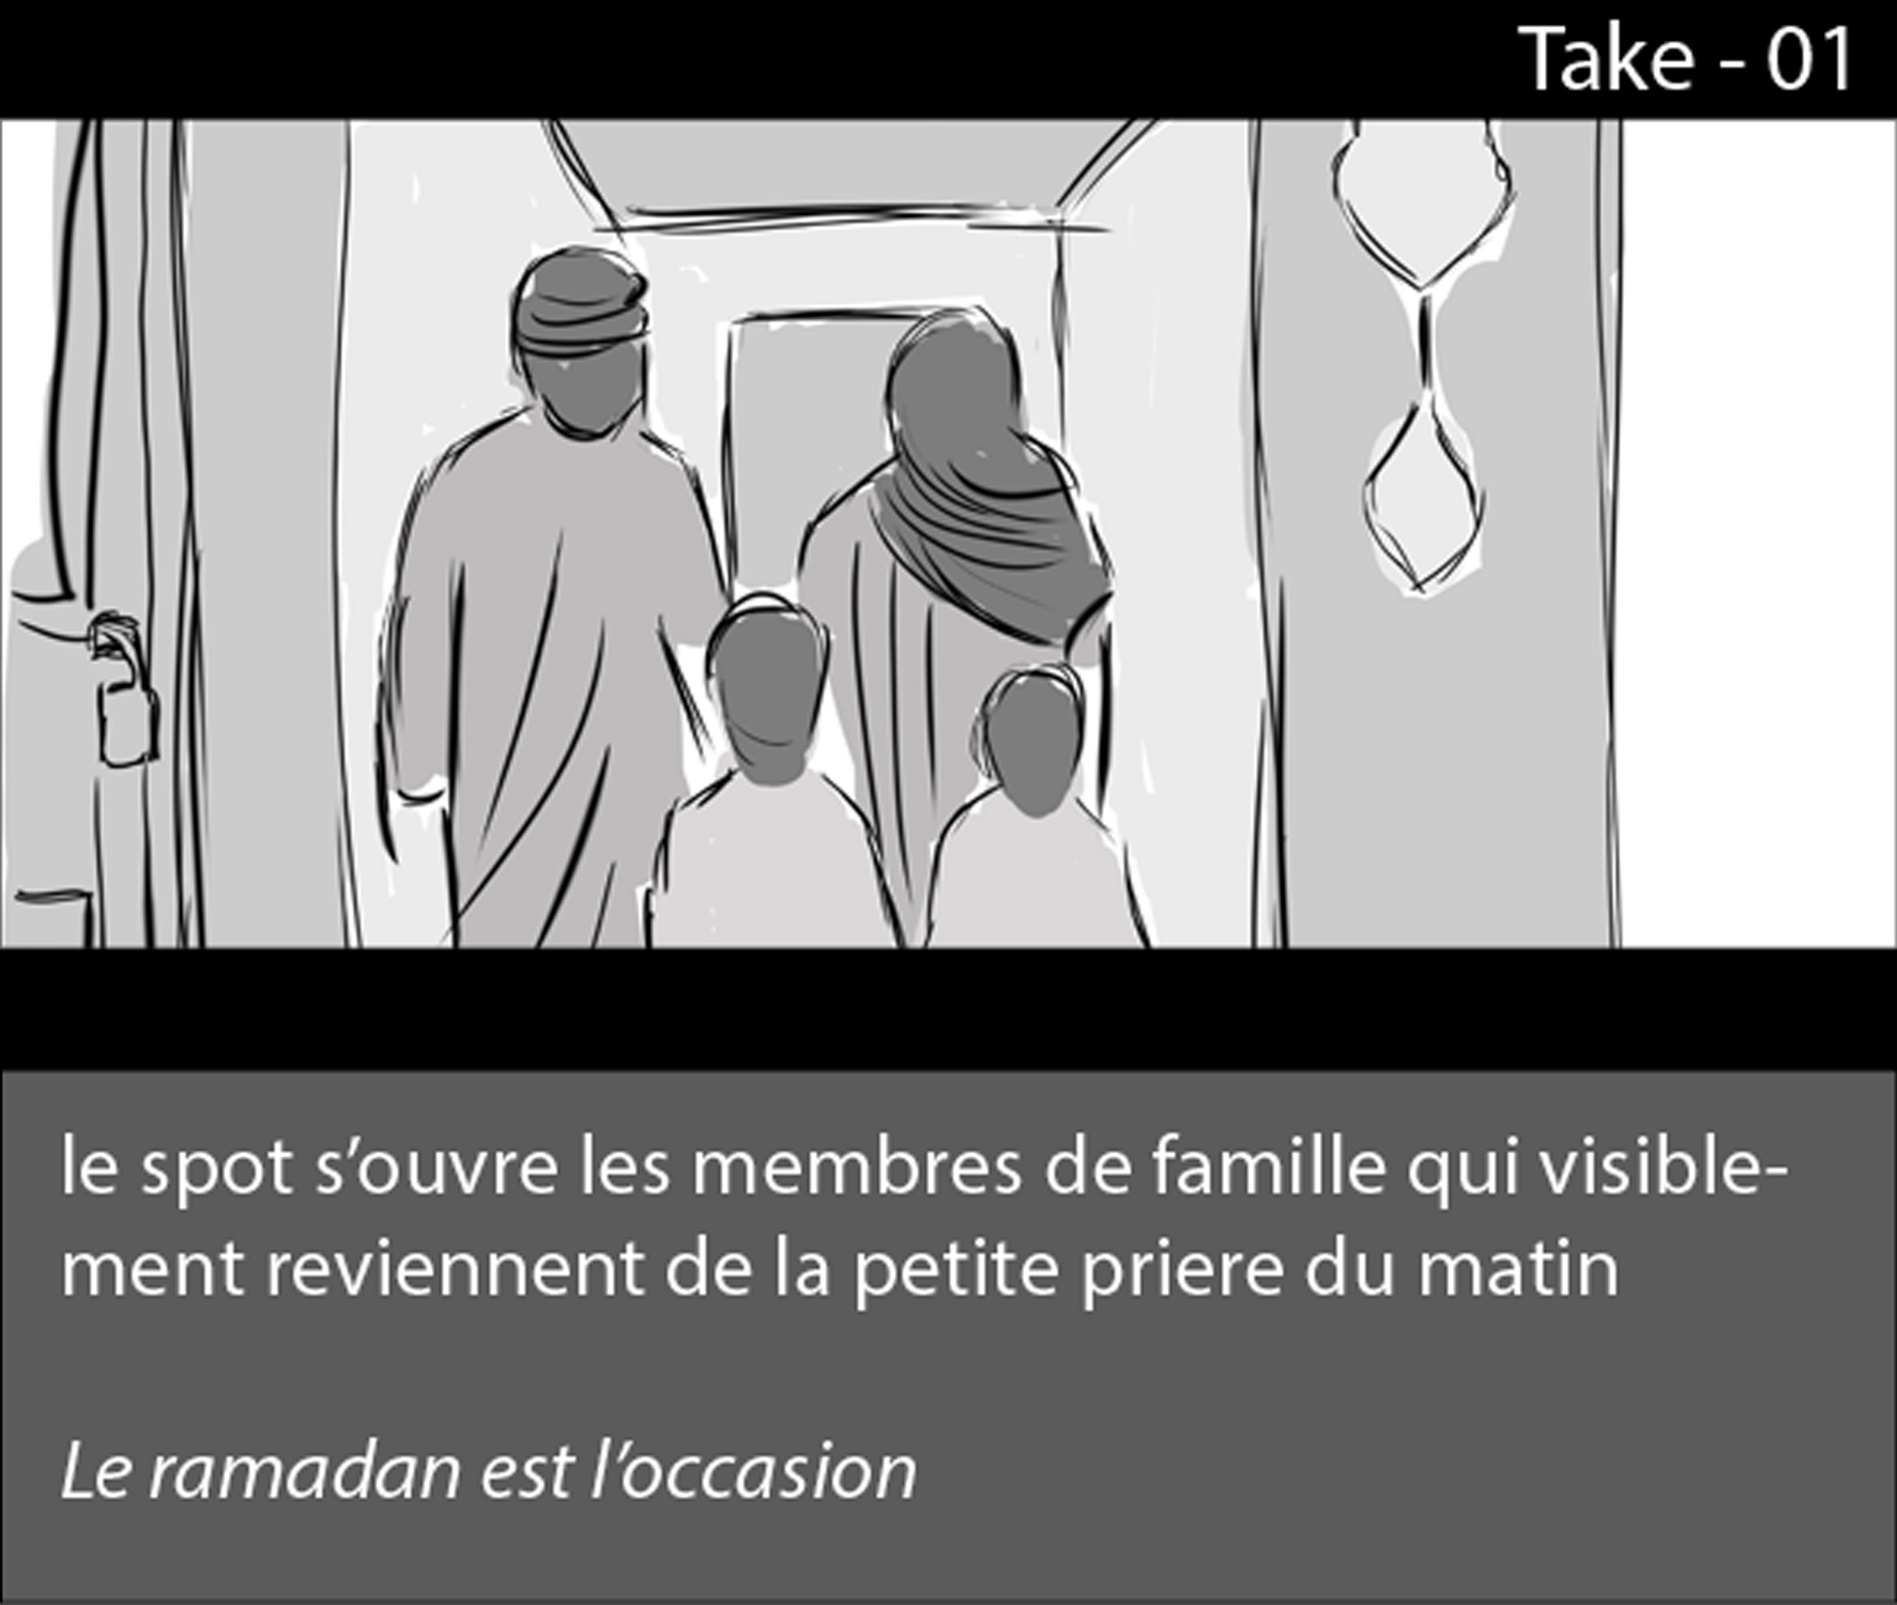 Take - 01
le spot s’ouvre les membres de famille qui visible-
ment reviennent de la petite priere du matin
Le ramadan est l’occasion